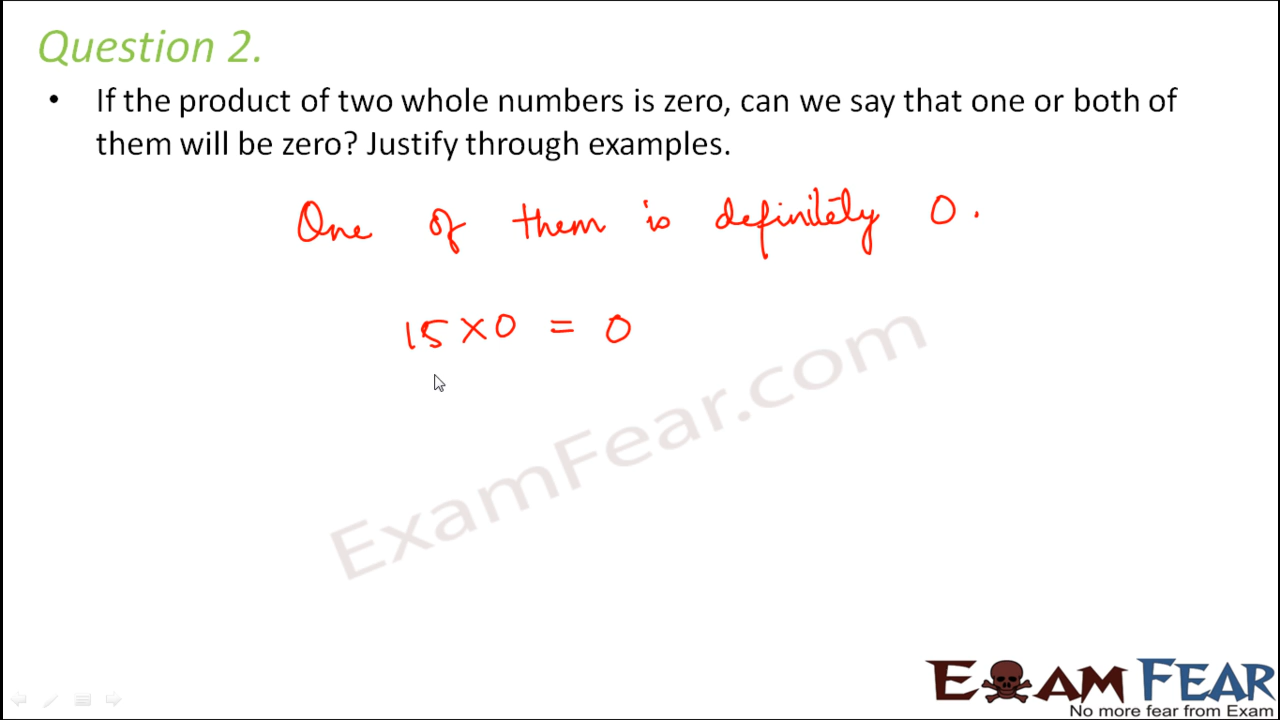 Question 2.
• If the product of two whole numbers is zero, can we say that one or both of
them will be zero? Justify through examples.
One of them is definitely 0.
15 × 0 = 0
ExamFear.com
EXAM FEAR
No more fear from Exam